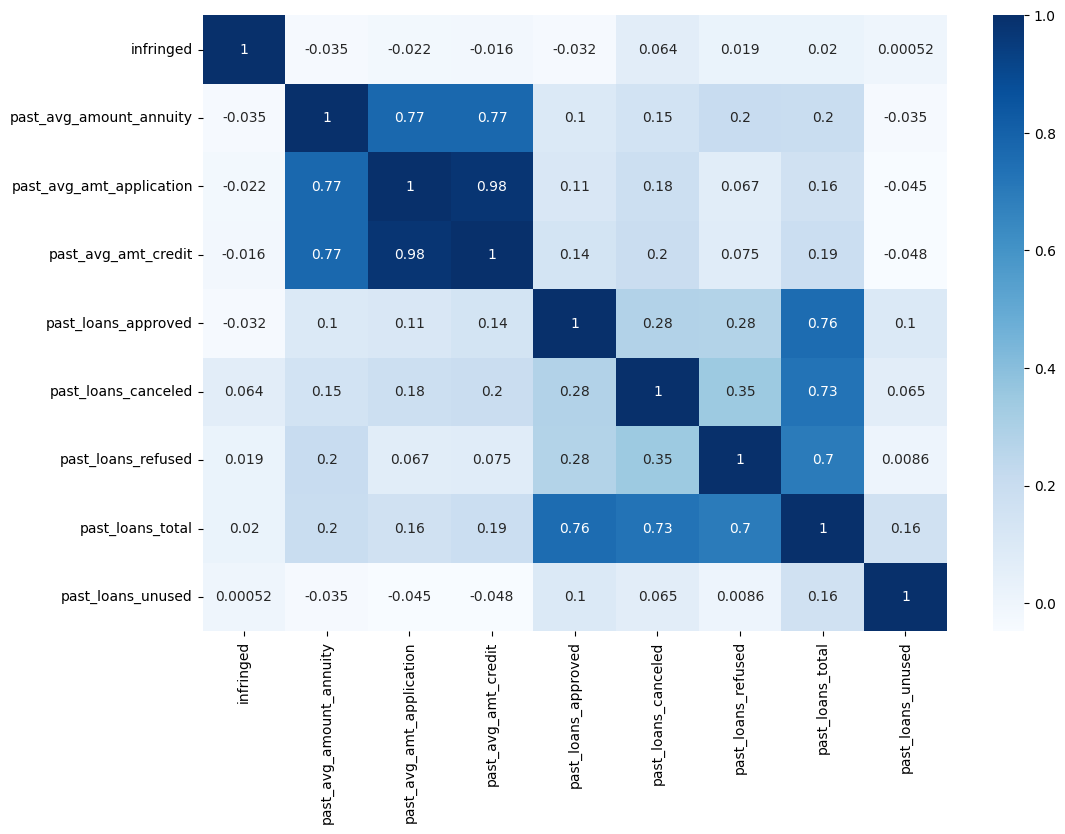 infringed 1 -0.035 -0.022 -0.016 -0.032 0.064 0.019 0.02 0.00052
past_avg_amount_annuity -0.035 1 0.77 0.77 0.1 0.15 0.2 0.2 -0.035
past_avg_amt_application -0.022 0.77 1 0.98 0.11 0.18 0.067 0.16 -0.045
past_avg_amt_credit -0.016 0.77 0.98 1 0.14 0.2 0.075 0.19 -0.048
past_loans_approved -0.032 0.1 0.11 0.14 1 0.28 0.28 0.76 0.1
past_loans_canceled 0.064 0.15 0.18 0.2 0.28 1 0.35 0.73 0.065
past_loans_refused 0.019 0.2 0.067 0.075 0.28 0.35 1 0.7 0.0086
past_loans_total 0.02 0.2 0.16 0.19 0.76 0.73 0.7 1 0.16
past_loans_unused 0.00052 -0.035 -0.045 -0.048 0.1 0.065 0.0086 0.16 1
infringed
past_avg_amount_annuity
past_avg_amt_application
past_avg_amt_credit
past_loans_approved
past_loans_canceled
past_loans_refused
past_loans_total
past_loans_unused
1.0
0.8
0.6
0.4
0.2
0.0